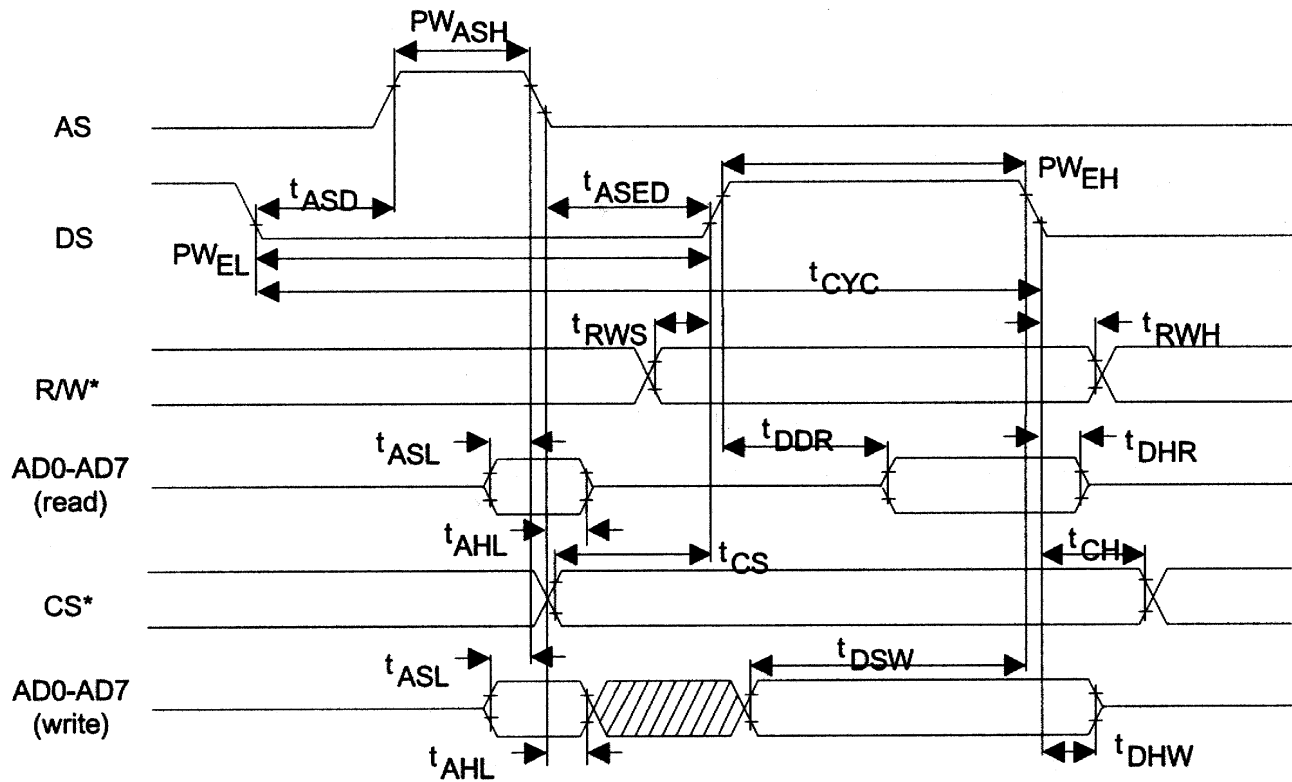 PWASH
AS
tASD
tASED
PWEH
DS
PWEL
tCYC
tRWS
tRWH
R/W*
tASL
tDDR
tDHR
AD0-AD7
(read)
tAHL
tCS
tCH
CS*
tASL
tDSW
AD0-AD7
(write)
tAHL
tDHW